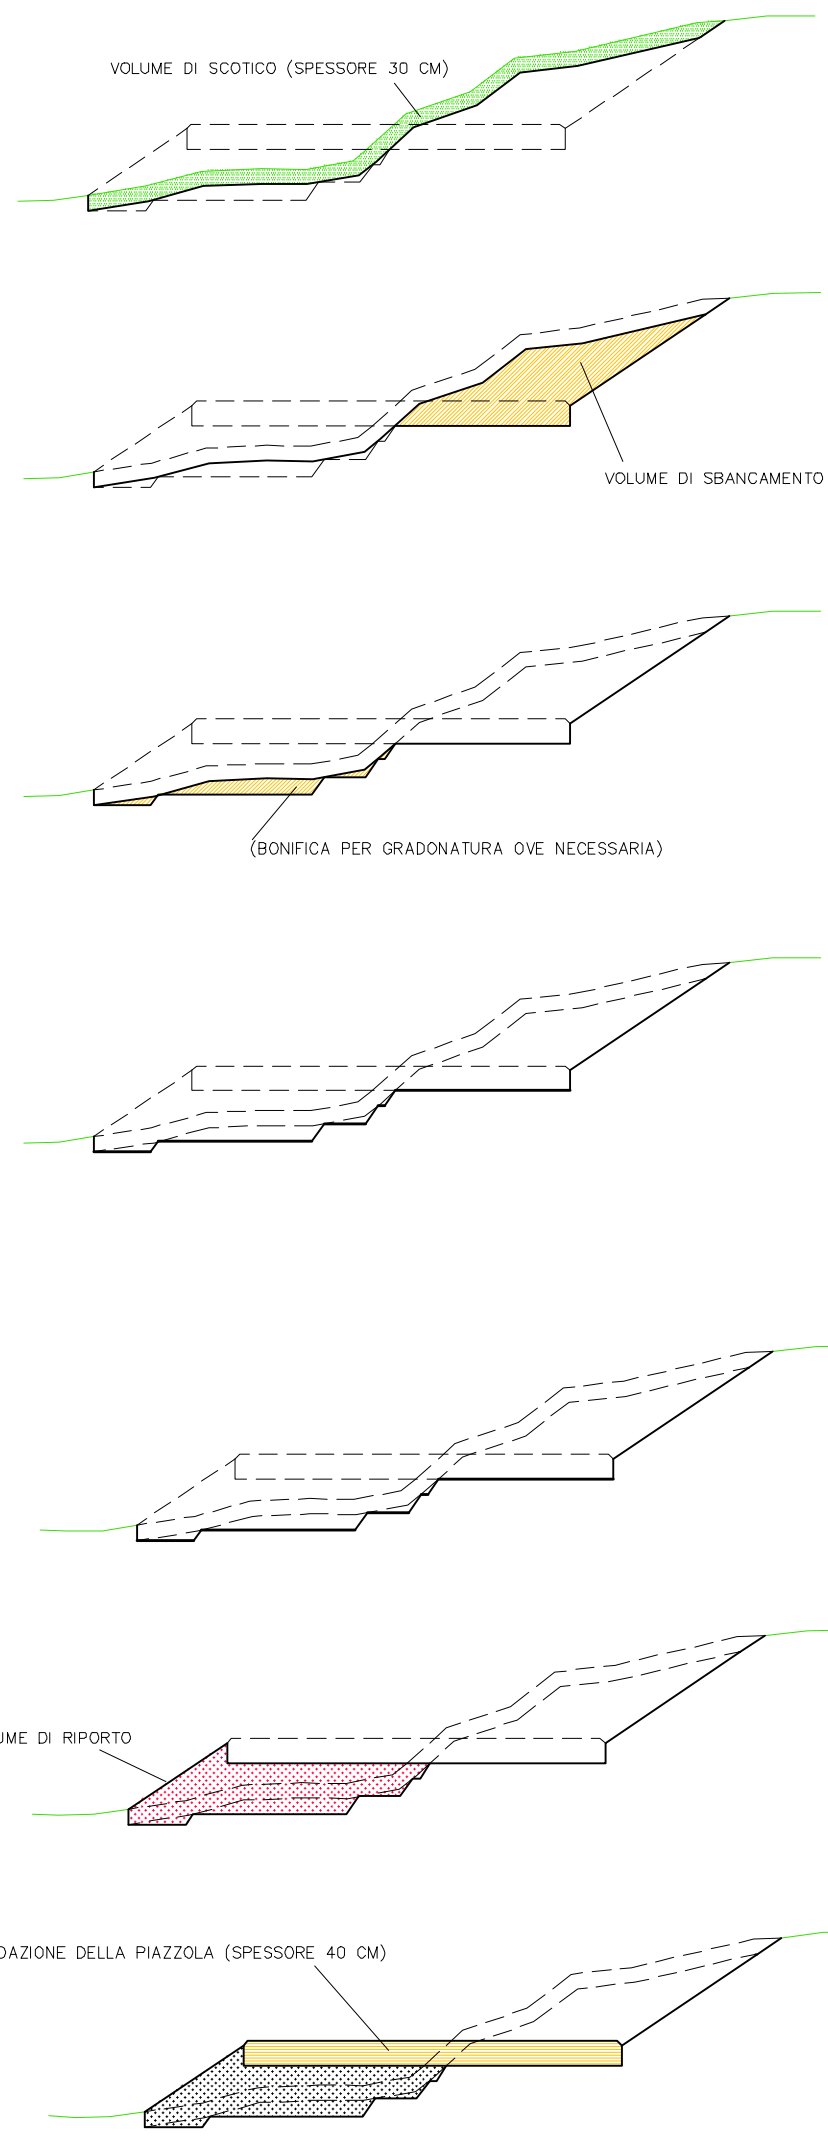 VOLUME DI SCOTICO (SPESSORE 30 CM)
VOLUME DI SBANCAMENTO
(BONIFICA PER GRADONATURA OVE NECESSARIA)
UME DI RIPORTO
DAZIONE DELLA PIAZZOLA (SPESSORE 40 CM)